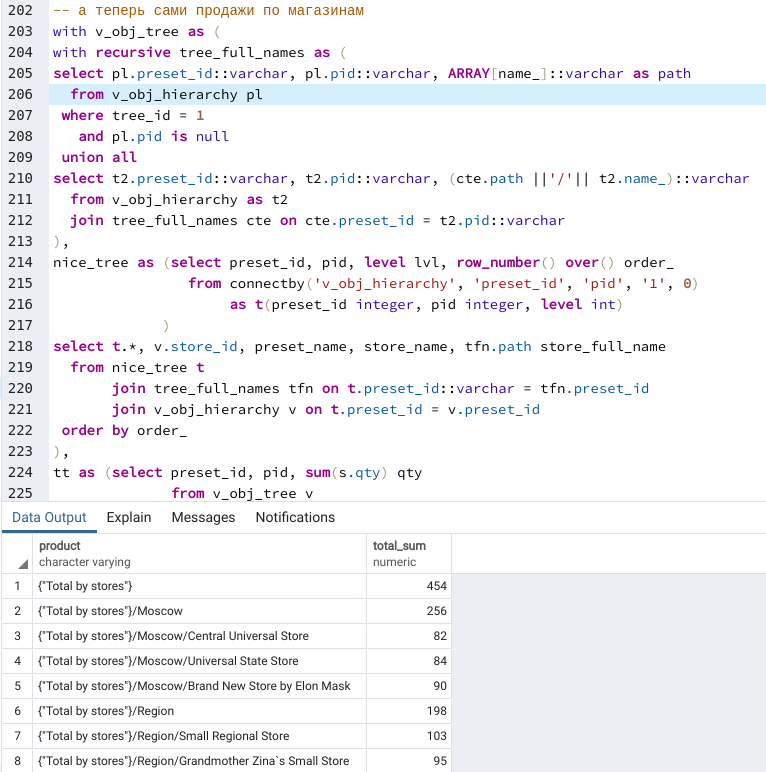 202 -- а теперь сами продажи по магазинам
203 with v_obj_tree as (
204 with recursive tree_full_names as (
205 select pl.preset_id::varchar, pl.pid::varchar, ARRAY[name_]::varchar as path
206 from v_obj_hierarchy pl
207 where tree_id = 1
208 and pl.pid is null
209 union all
210 select t2.preset_id::varchar, t2.pid::varchar, (cte.path ||'/'|| t2.name_)::varchar
211 from v_obj_hierarchy as t2
212 join tree_full_names cte on cte.preset_id = t2.pid::varchar
213 ),
214 nice_tree as (select preset_id, pid, level lvl, row_number() over() order_
215 from connectby('v_obj_hierarchy', 'preset_id', 'pid', '1', 0)
216 as t(preset_id integer, pid integer, level int)
217 )
218 select t.*, v.store_id, preset_name, store_name, tfn.path store_full_name
219 from nice_tree t
220 join tree_full_names tfn on t.preset_id::varchar = tfn.preset_id
221 join v_obj_hierarchy v on t.preset_id = v.preset_id
222 order by order_
223 ),
224 tt as (select preset_id, pid, sum(s.qty) qty
225 from v_obj_tree v
Data Output Explain Messages Notifications
product total_sum
character varying numeric
1 {"Total by stores"} 454
2 {"Total by stores"}/Moscow 256
3 {"Total by stores"}/Moscow/Central Universal Store 82
4 {"Total by stores"}/Moscow/Universal State Store 84
5 {"Total by stores"}/Moscow/Brand New Store by Elon Mask 90
6 {"Total by stores"}/Region 198
7 {"Total by stores"}/Region/Small Regional Store 103
8 {"Total by stores"}/Region/Grandmother Zina`s Small Store 95